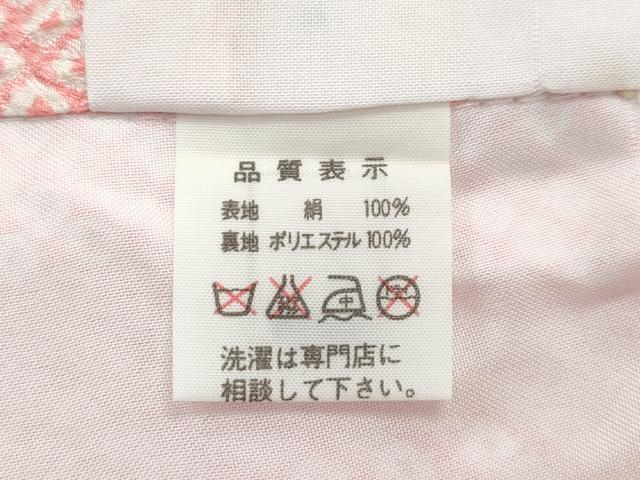 品質表示
表地 絹 100%
裏地 ポリエステル 100%
中
洗濯は専門店に
相談して下さい。